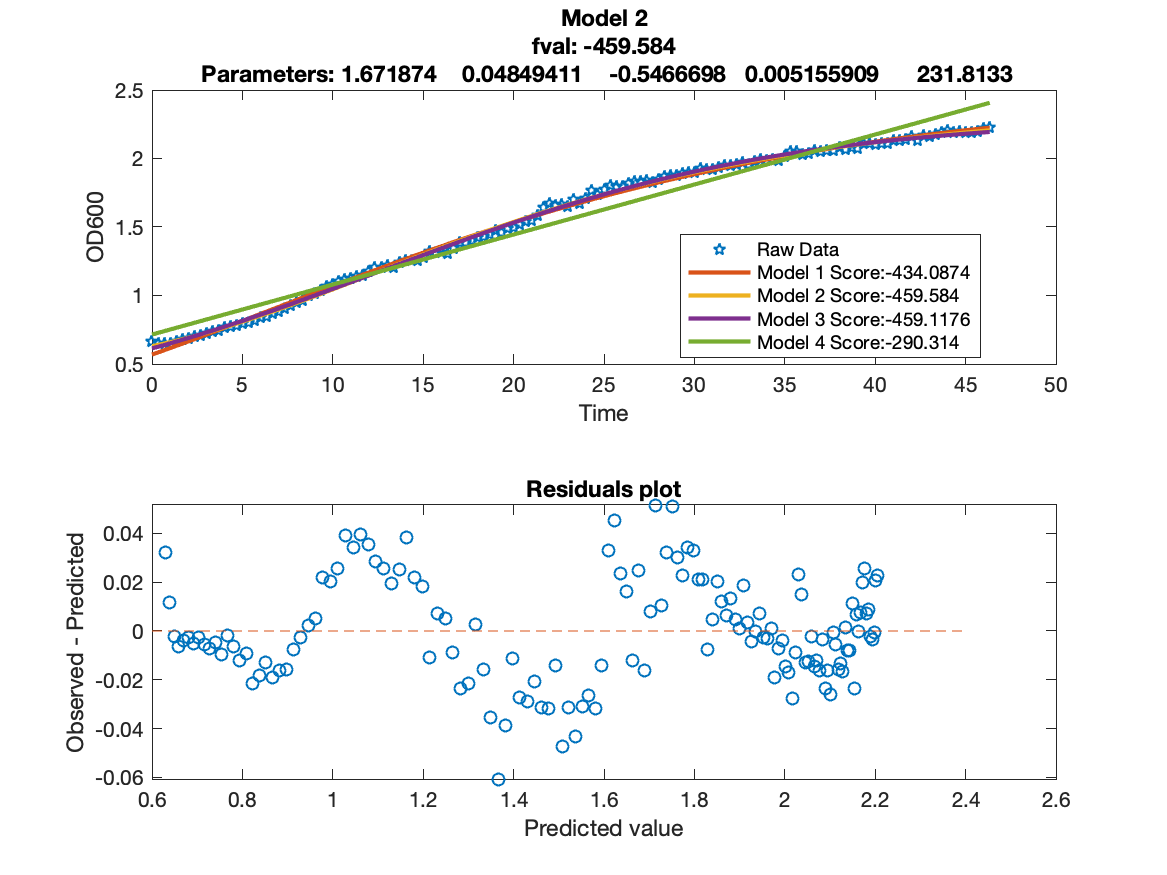 Model 2
fval: -459.584
Parameters: 1.671874 0.04849411 -0.5466698 0.005155909 231.8133
2.5
2
1.5
1
0.5
OD600
Raw Data
Model 1 Score:-434.0874
Model 2 Score:-459.584
Model 3 Score:-459.1176
Model 4 Score:-290.314
0 5 10 15 20 25 30 35 40 45 50
Time
Residuals plot
0.04
0.02
0
-0.02
-0.04
-0.06
Observed - Predicted
0.6 0.8 1 1.2 1.4 1.6 1.8 2 2.2 2.4 2.6
Predicted value